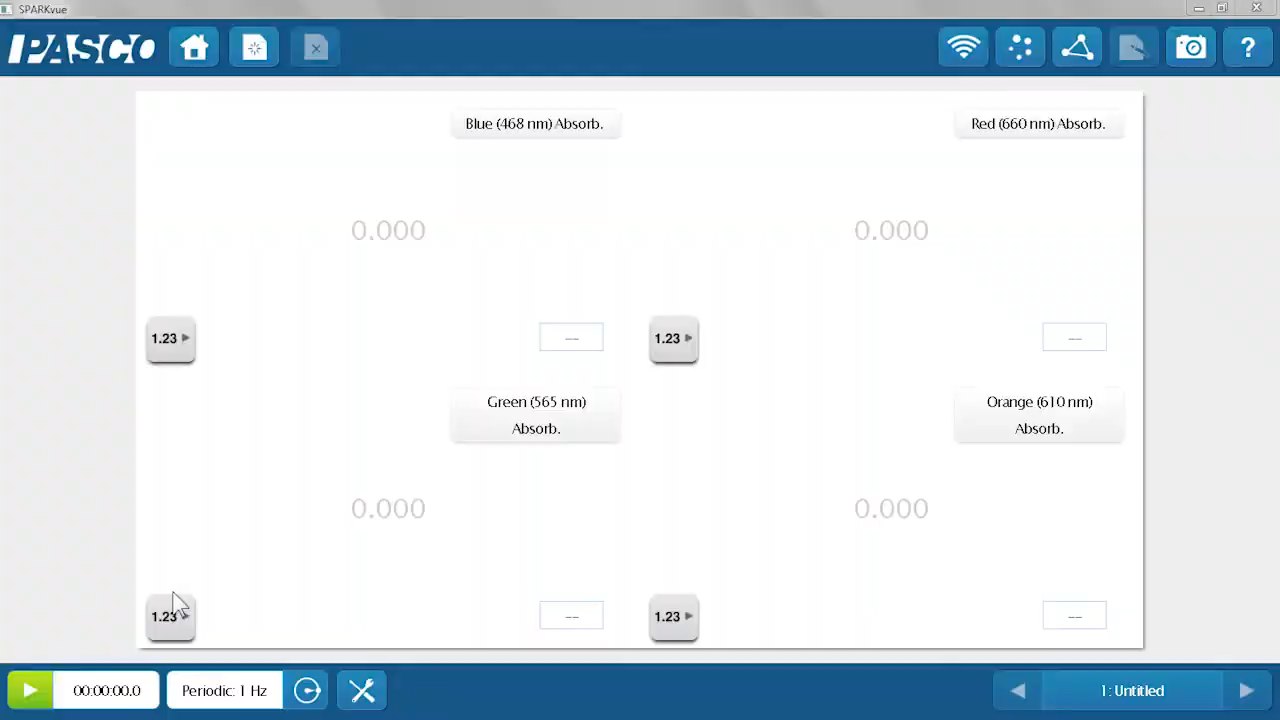 SPARKvue
PASCO
?
Blue (468 nm) Absorb.
Red (660 nm) Absorb.
0.000
0.000
1.23
--
1.23
--
Green (565 nm)
Absorb.
Orange (610 nm)
Absorb.
0.000
0.000
1.23
--
1.23
--
00:00:00.0
Periodic: 1 Hz
1: Untitled